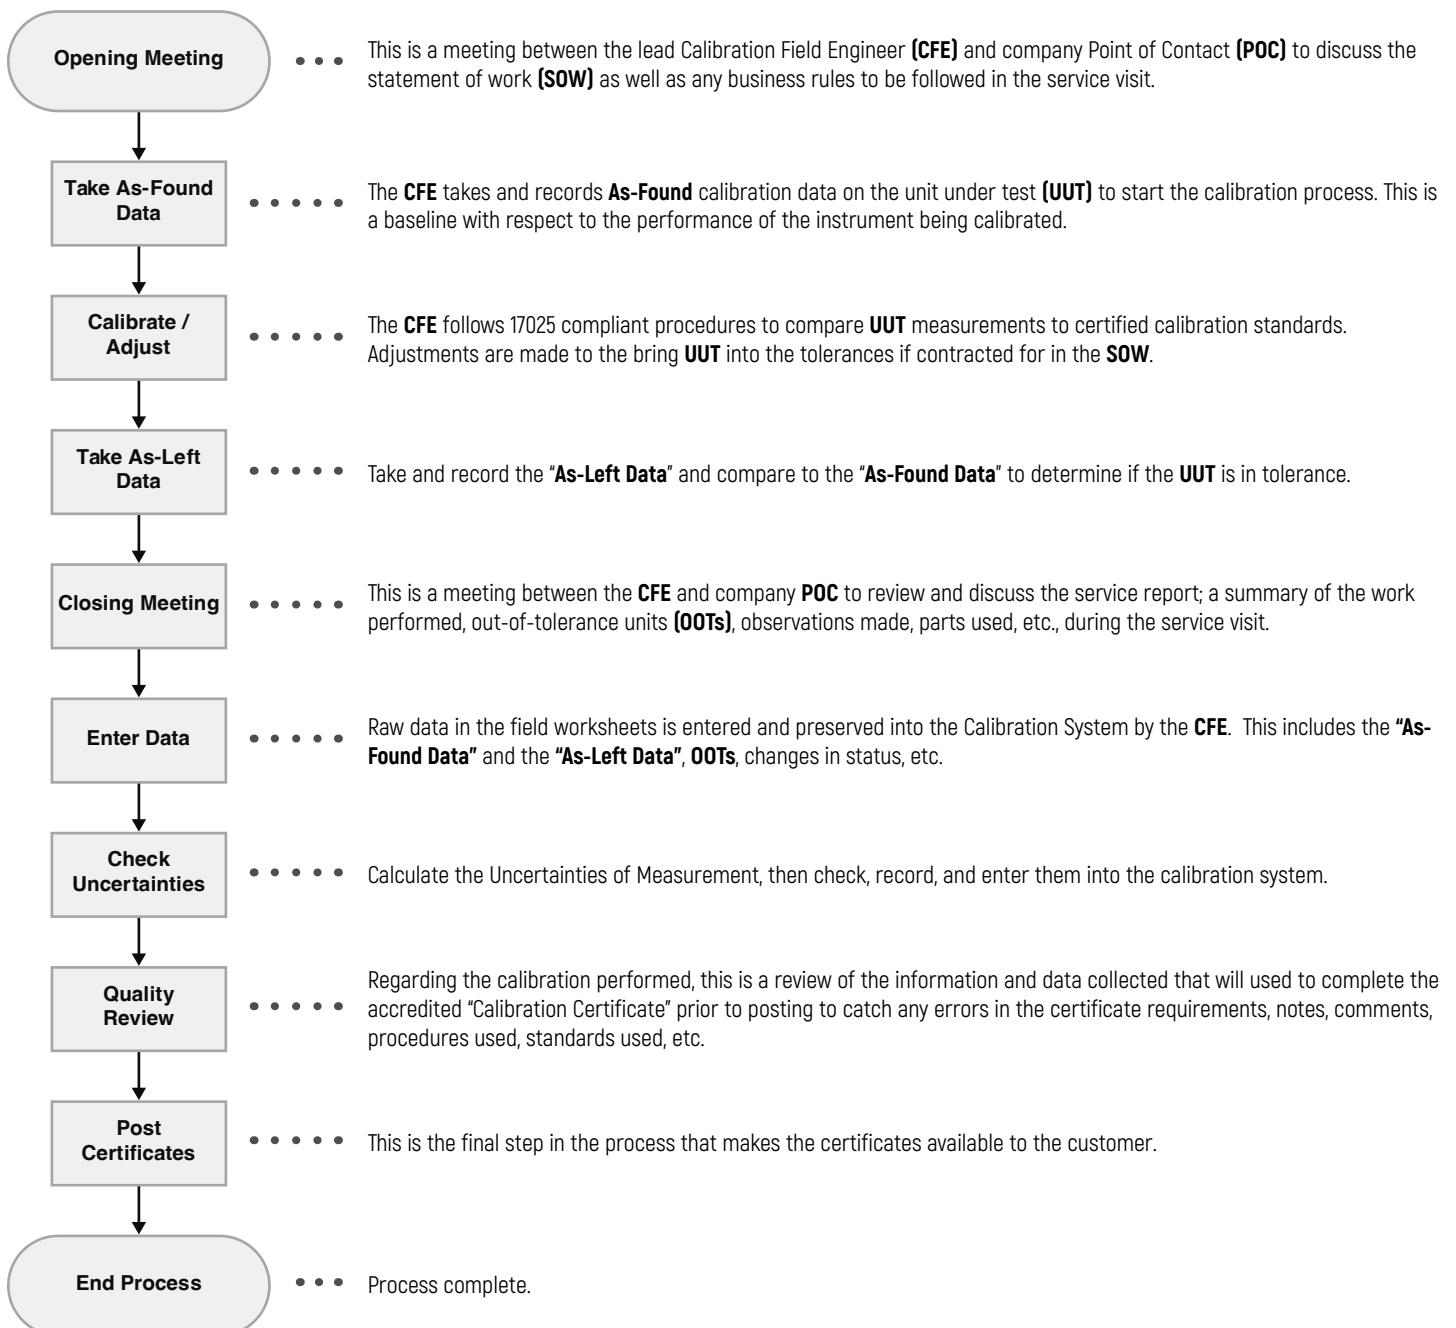 Opening Meeting
This is a meeting between the lead Calibration Field Engineer (CFE) and company Point of Contact (POC) to discuss the
statement of work (SOW) as well as any business rules to be followed in the service visit.
Take As-Found
Data
The CFE takes and records As-Found calibration data on the unit under test (UUT) to start the calibration process. This is
a baseline with respect to the performance of the instrument being calibrated.
Calibrate /
Adjust
The CFE follows 17025 compliant procedures to compare UUT measurements to certified calibration standards.
Adjustments are made to the bring UUT into the tolerances if contracted for in the SOW.
Take As-Left
Data
Take and record the “As-Left Data” and compare to the “As-Found Data” to determine if the UUT is in tolerance.
Closing Meeting
This is a meeting between the CFE and company POC to review and discuss the service report; a summary of the work
performed, out-of-tolerance units (OOTs), observations made, parts used, etc., during the service visit.
Enter Data
Raw data in the field worksheets is entered and preserved into the Calibration System by the CFE. This includes the “As-
Found Data” and the “As-Left Data”, OOTs, changes in status, etc.
Check
Uncertainties
Calculate the Uncertainties of Measurement, then check, record, and enter them into the calibration system.
Quality
Review
Regarding the calibration performed, this is a review of the information and data collected that will used to complete the
accredited “Calibration Certificate” prior to posting to catch any errors in the certificate requirements, notes, comments,
procedures used, standards used, etc.
Post
Certificates
This is the final step in the process that makes the certificates available to the customer.
End Process
Process complete.